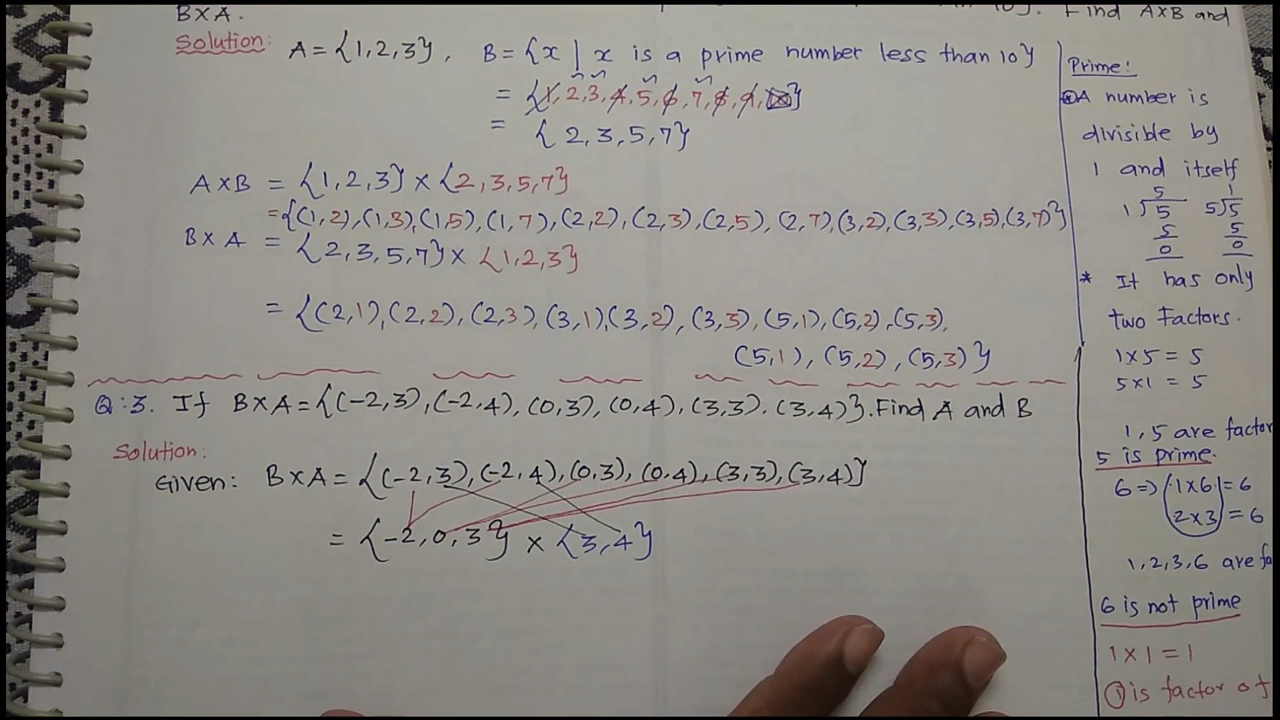 B×A. Find A×B and
Solution: A = {1,2,3}, B = {x | x is a prime number less than 10}
= {1,2,3,4,5,6,7,8,9,10}
= {2,3,5,7}
A×B = {1,2,3} × {2,3,5,7}
= {(1,2),(1,3),(1,5),(1,7),(2,2),(2,3),(2,5),(2,7),(3,2),(3,3),(3,5)(3,7)}
B×A = {2,3,5,7} × {1,2,3}
= {(2,1),(2,2),(2,3),(3,1),(3,2),(3,3),(5,1),(5,2),(5,3),
(5,1), (5,2), (5,3)}
Q:3. If B×A = {(-2,3),(-2,4),(0,3),(0,4),(3,3).(3,4)}. Find A and B
Solution:
Given: B×A = {(-2,3),(-2,4),(0,3),(0,4),(3,3),(3,4)}
= {-2,0,3} × {3,4}
Prime:
A number is
divisible by
1 and itself
5 1
1)5 5)5
5 5
0 0
* It has only
two Factors.
1×5 = 5
5×1 = 5
1,5 are factor
5 is prime.
6 => (1×6) = 6
(2×3) = 6
1,2,3,6 are fa
6 is not prime
1×1 = 1
1 is factor of